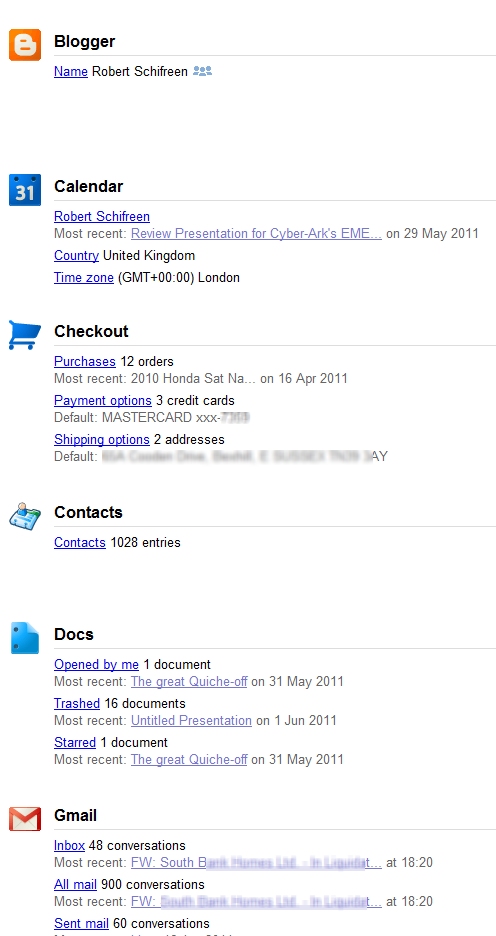 Blogger
Name Robert Schifreen
31
Calendar
Robert Schifreen
Most recent: Review Presentation for Cyber-Ark's EME... on 29 May 2011
Country United Kingdom
Time zone (GMT+00:00) London
Checkout
Purchases 12 orders
Most recent: 2010 Honda Sat Na... on 16 Apr 2011
Payment options 3 credit cards
Default: MASTERCARD xxx-
Shipping options 2 addresses
Default: AY
Contacts
Contacts 1028 entries
Docs
Opened by me 1 document
Most recent: The great Quiche-off on 31 May 2011
Trashed 16 documents
Most recent: Untitled Presentation on 1 Jun 2011
Starred 1 document
Most recent: The great Quiche-off on 31 May 2011
Gmail
Inbox 48 conversations
Most recent: FW: South t... at 18:20
All mail 900 conversations
Most recent: FW: t... at 18:20
Sent mail 60 conversations